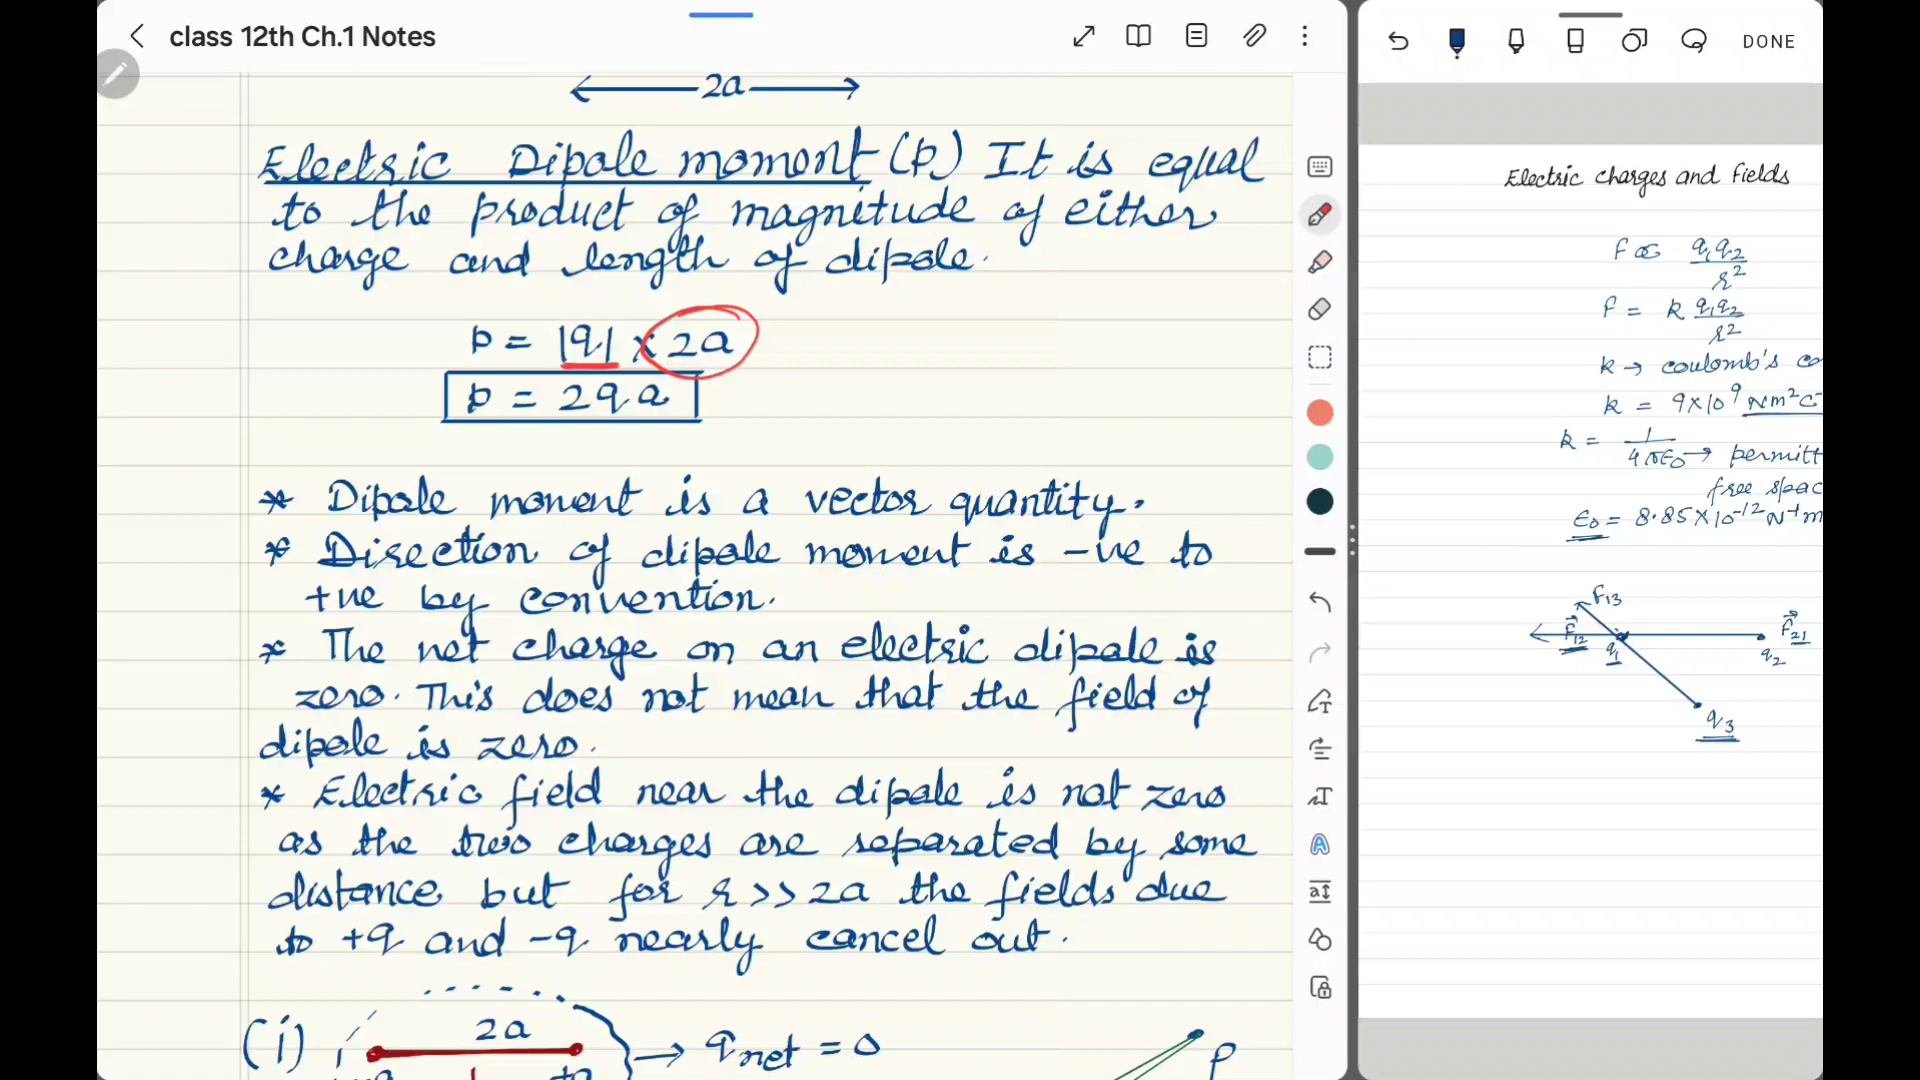 class 12th Ch.1 Notes
2a
Electric Dipole moment (p) It is equal
to the product of magnitude of either
charge and length of dipole.
p = |q| × 2a
p = 2qa
* Dipole moment is a vector quantity.
* Direction of dipole moment is -ve to
+ve by convention.
* The net charge on an electric dipole is
zero. This does not mean that the field of
dipole is zero.
* Electric field near the dipole is not zero
as the two charges are separated by some
distance but for r>>2a the fields due
to +q and -q nearly cancel out.
(i) 2a → qnet = 0
P
DONE
Electric charges and fields
F ∝ q1q2/r²
F = k q1q2/r²
k → coulomb's co
k = 9×10⁹ Nm²C⁻
k = 1/4πε0 → permitt
free spac
ε0 = 8.85×10⁻¹² N⁻¹m
F13
F12 q1 q2 F21
q3